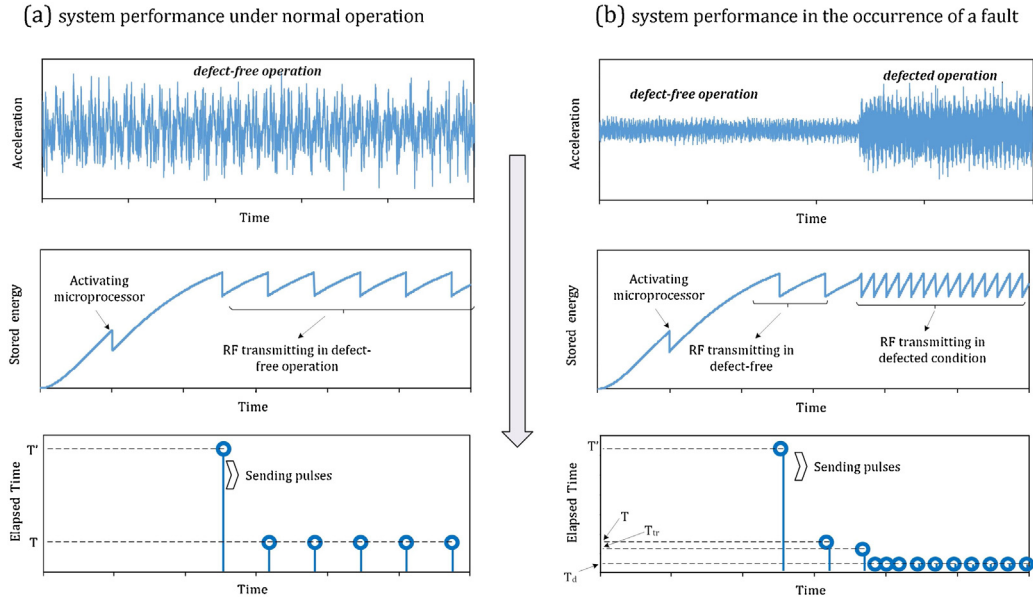 (a) system performance under normal operation
defect-free operation
Acceleration
Time
Activating
microprocessor
RF transmitting in defect-
free operation
Stored energy
Time
T'
Sending pulses
T
Elapsed Time
Time
(b) system performance in the occurrence of a fault
defect-free operation
defected operation
Acceleration
Time
Activating
microprocessor
RF transmitting in
defect-free
RF transmitting in
defected condition
Stored energy
Time
T'
Sending pulses
T
Ttr
Td
Elapsed Time
Time